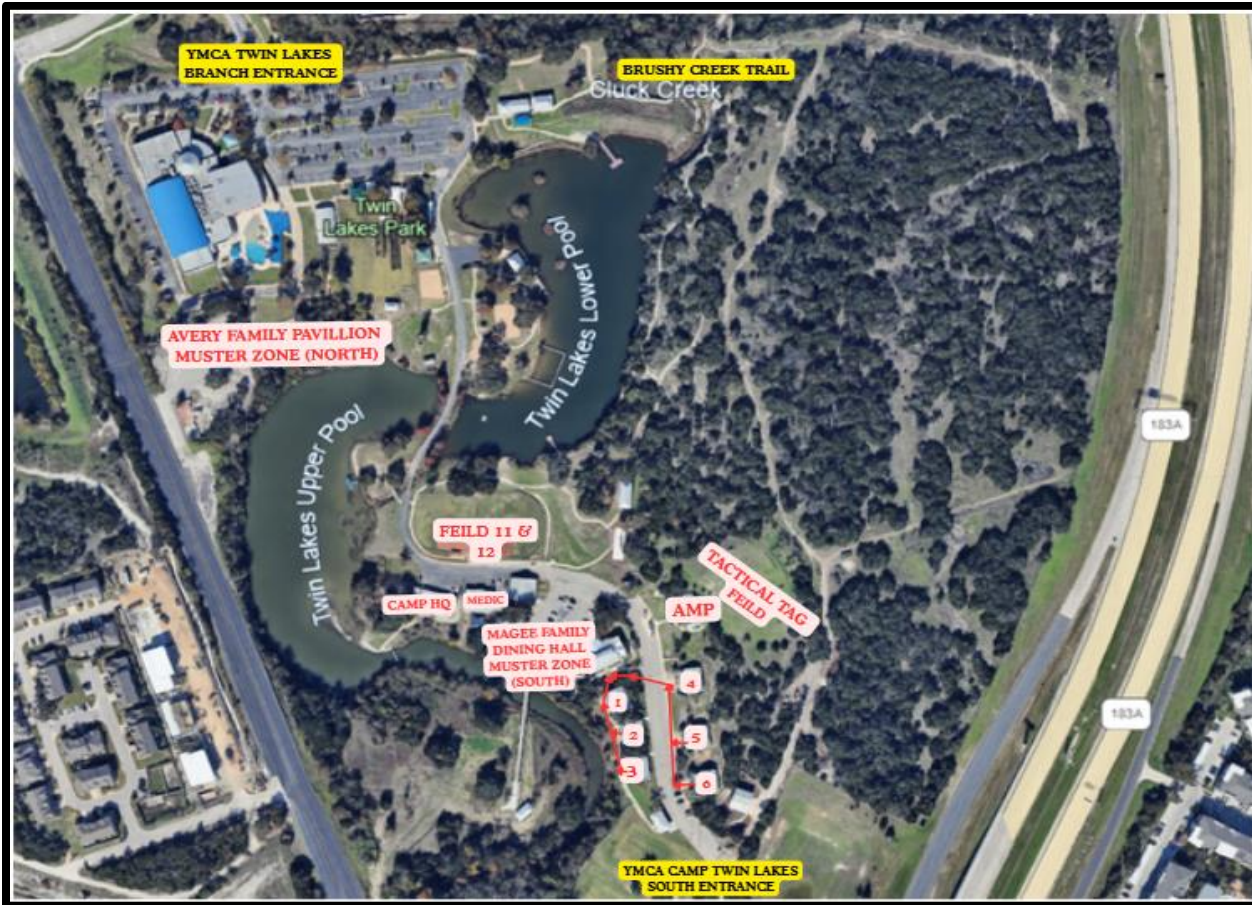 YMCA TWIN LAKES
BRANCH ENTRANCE
BRUSHY CREEK TRAIL
Cluck Creek
Twin
Lakes Park
Twin Lakes Lower Pool
AVERY FAMILY PAVILLION
MUSTER ZONE (NORTH)
Twin Lakes Upper Pool
183A
FEILD 11 &
12
TACTICAL TAG
FEILD
CAMP HQ
MEDIC
AMP
MAGEE FAMILY
DINING HALL
MUSTER ZONE
(SOUTH)
1
2
3
4
5
6
183A
YMCA CAMP TWIN LAKES
SOUTH ENTRANCE